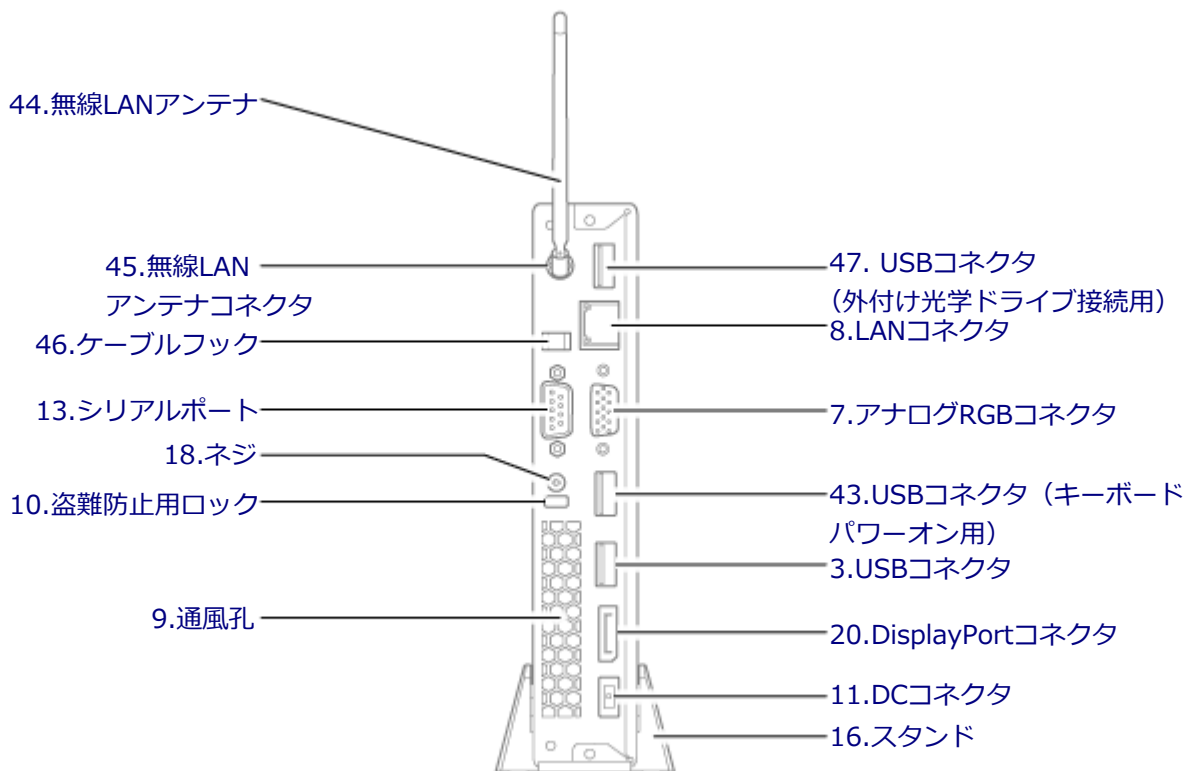 44.無線LANアンテナ
45.無線LAN
アンテナコネクタ
46.ケーブルフック
13.シリアルポート
18.ネジ
10.盗難防止用ロック
9.通風孔
47. USBコネクタ
（外付け光学ドライブ接続用）
8.LANコネクタ
7.アナログRGBコネクタ
43.USBコネクタ（キーボード
パワーオン用）
3.USBコネクタ
20.DisplayPortコネクタ
11.DCコネクタ
16.スタンド